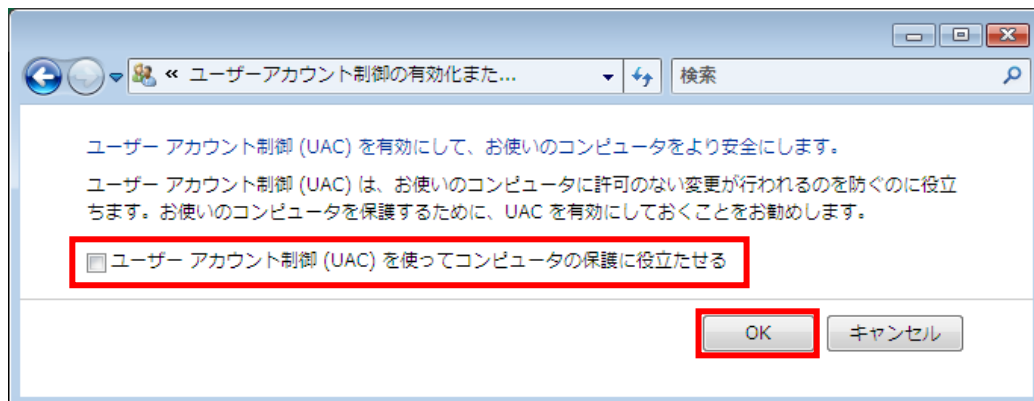 « ユーザーアカウント制御の有効化また... 検索
ユーザー アカウント制御 (UAC) を有効にして、お使いのコンピュータをより安全にします。
ユーザー アカウント制御 (UAC) は、お使いのコンピュータに許可のない変更が行われるのを防ぐのに役立
ちます。お使いのコンピュータを保護するために、UAC を有効にしておくことをお勧めします。
ユーザー アカウント制御 (UAC) を使ってコンピュータの保護に役立たせる
OK キャンセル